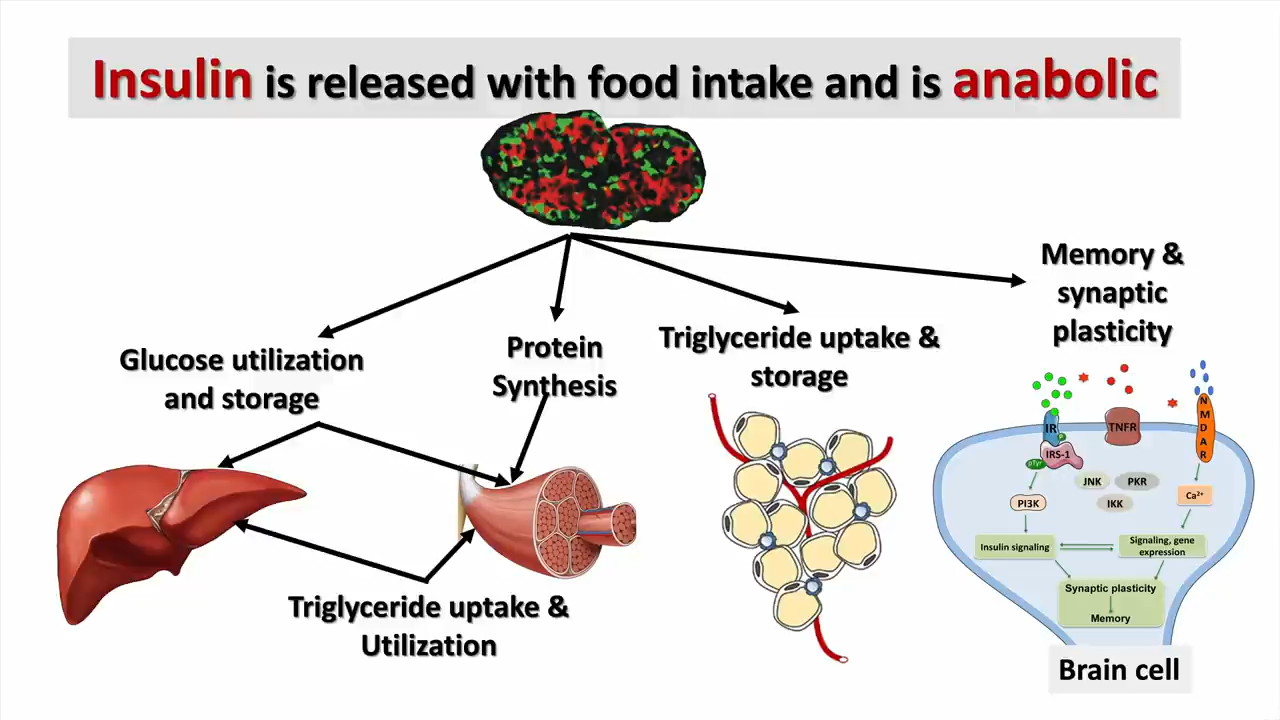 Insulin is released with food intake and is anabolic
Memory &
synaptic
plasticity
Glucose utilization
and storage
Protein
Synthesis
Triglyceride uptake &
storage
NMDAR
IR
TNFR
IRS-1
pTyr
JNK
PKR
PI3K
IKK
Ca²⁺
Insulin signaling
Signaling, gene
expression
Synaptic plasticity
Memory
Triglyceride uptake &
Utilization
Brain cell